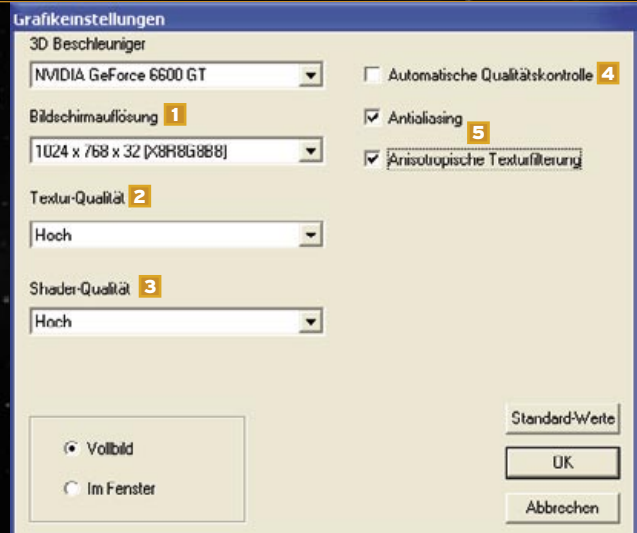 Grafikeinstellungen
3D Beschleuniger
NVIDIA GeForce 6600 GT
Bildschirmauflösung 1
1024 x 768 x 32 (X8R8G8B8)
Textur-Qualität 2
Hoch
Shader-Qualität 3
Hoch
Automatische Qualitätskontrolle 4
Antialiasing
5
Anisotropische Texturfilterung
Vollbild
Im Fenster
Standard-Werte
OK
Abbrechen